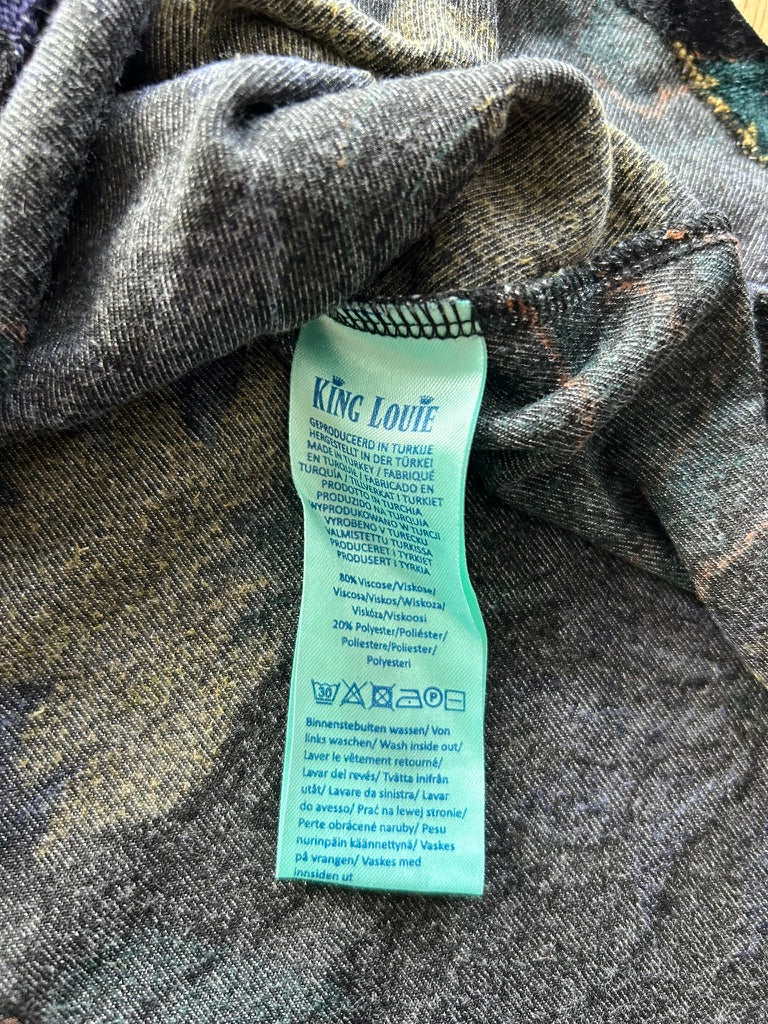 KING LOUIE
GEPRODUCEERD IN TURKIJE
HERGESTELLT IN DER TÜRKEI
MADE IN TURKEY / FABRIQUÉ
EN TURQUIE / FABRICADO EN
TURQUÍA / TILLVERKAT I TURKIET
PRODOTTO IN TURCHIA
PRODUZIDO NA TURQUIA
WYPRODUKOWANO W TURCJI
VYROBENO V TURECKU
VALMISTETTU TURKISSA
PRODUCERET I TYRKIET
PRODUSERT I TYRKIA
80% Viscose/Viskose/
Viscosa/Viskos/Wiskoza/
Viskóza/Viskoosi
20% Polyester/Poliéster/
Poliestere/Poliester/
Polyesteri
30 P
Binnenstebuiten wassen/ Von
links waschen/ Wash inside out/
Laver le vêtement retourné/
Lavar del revés/ Tvätta inifrån
utåt/ Lavare da sinistra/ Lavar
do avesso/ Prać na lewej stronie/
Perte obrácené naruby/ Pesu
nurinpäin käännettynä/ Vaskes
på vrangen/ Vaskes med
innsiden ut